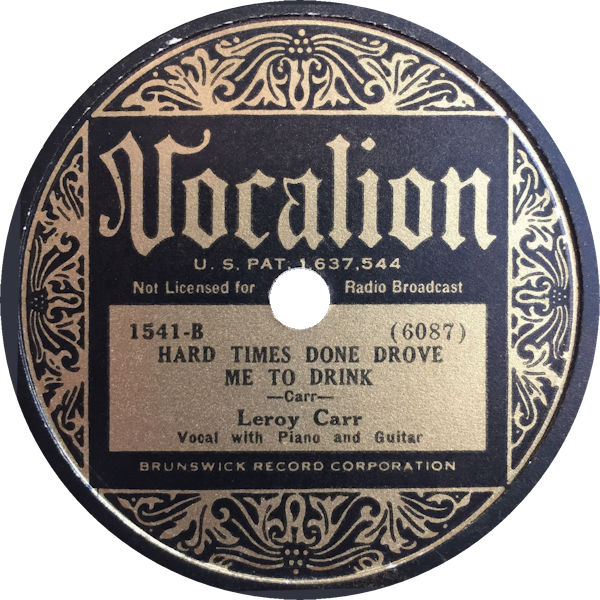 Vocalion
U. S. PAT. 1,637,544
Not Licensed for Radio Broadcast
1541-B (6087)
HARD TIMES DONE DROVE
ME TO DRINK
—Carr—
Leroy Carr
Vocal with Piano and Guitar
BRUNSWICK RECORD CORPORATION